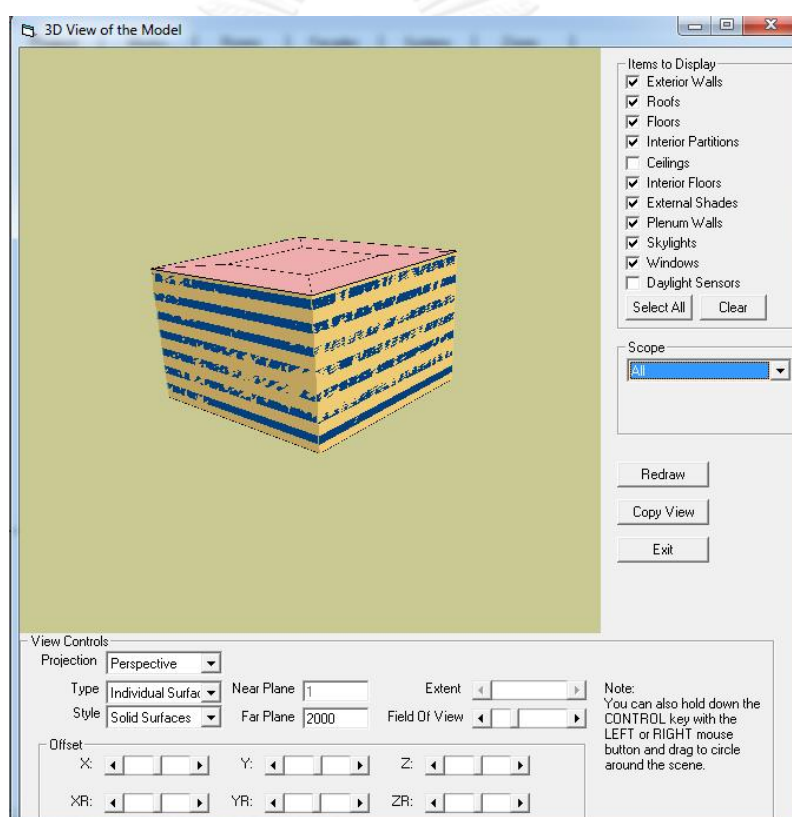 3D View of the Model
Items to Display
Exterior Walls
Roofs
Floors
Interior Partitions
Ceilings
Interior Floors
External Shades
Plenum Walls
Skylights
Windows
Daylight Sensors
Select All Clear
Scope
All
Redraw
Copy View
Exit
View Controls
Projection Perspective
Type Individual Surfac Near Plane 1 Extent
Style Solid Surfaces Far Plane 2000 Field Of View
Note:
You can also hold down the
CONTROL key with the
LEFT or RIGHT mouse
button and drag to circle
around the scene.
Offset
X: Y: Z:
XR: YR: ZR: